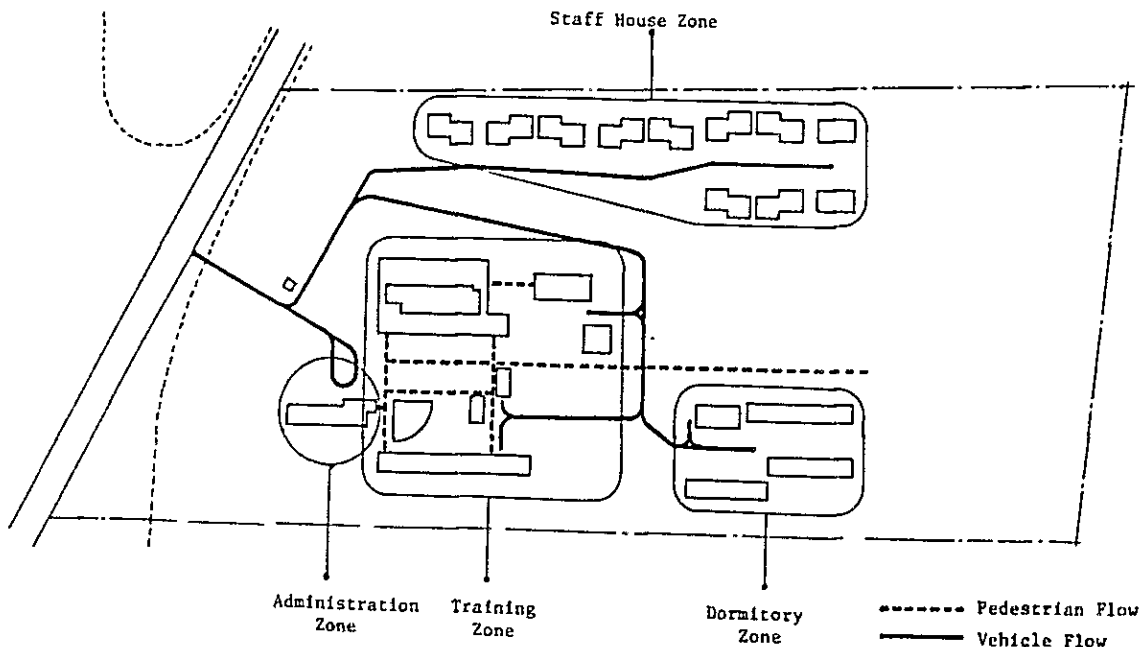 Staff House Zone
Administration
Zone
Training
Zone
Dormitory
Zone
Pedestrian Flow
Vehicle Flow